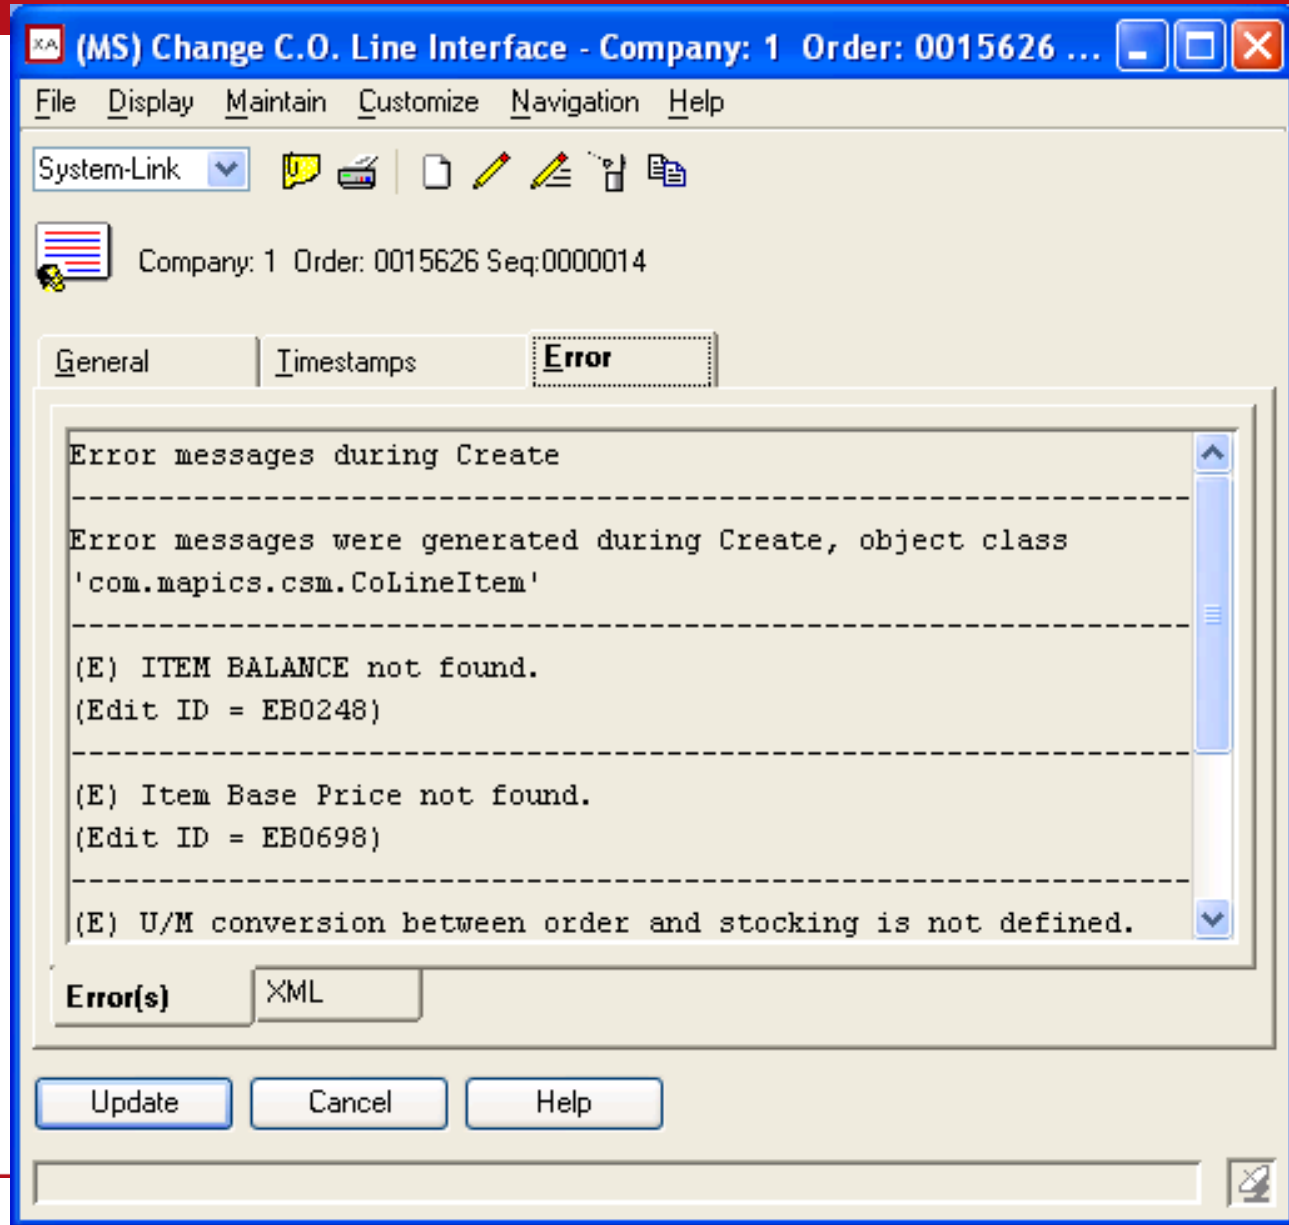 XA (MS) Change C.O. Line Interface - Company: 1 Order: 0015626 ...
File Display Maintain Customize Navigation Help
System-Link
Company: 1 Order: 0015626 Seq:0000014
General Timestamps Error
Error messages during Create
----------------------------------------------------------------
Error messages were generated during Create, object class
'com.mapics.csm.CoLineItem'
----------------------------------------------------------------
(E) ITEM BALANCE not found.
(Edit ID = EB0248)
----------------------------------------------------------------
(E) Item Base Price not found.
(Edit ID = EB0698)
----------------------------------------------------------------
(E) U/M conversion between order and stocking is not defined.
Error(s) XML
Update Cancel Help